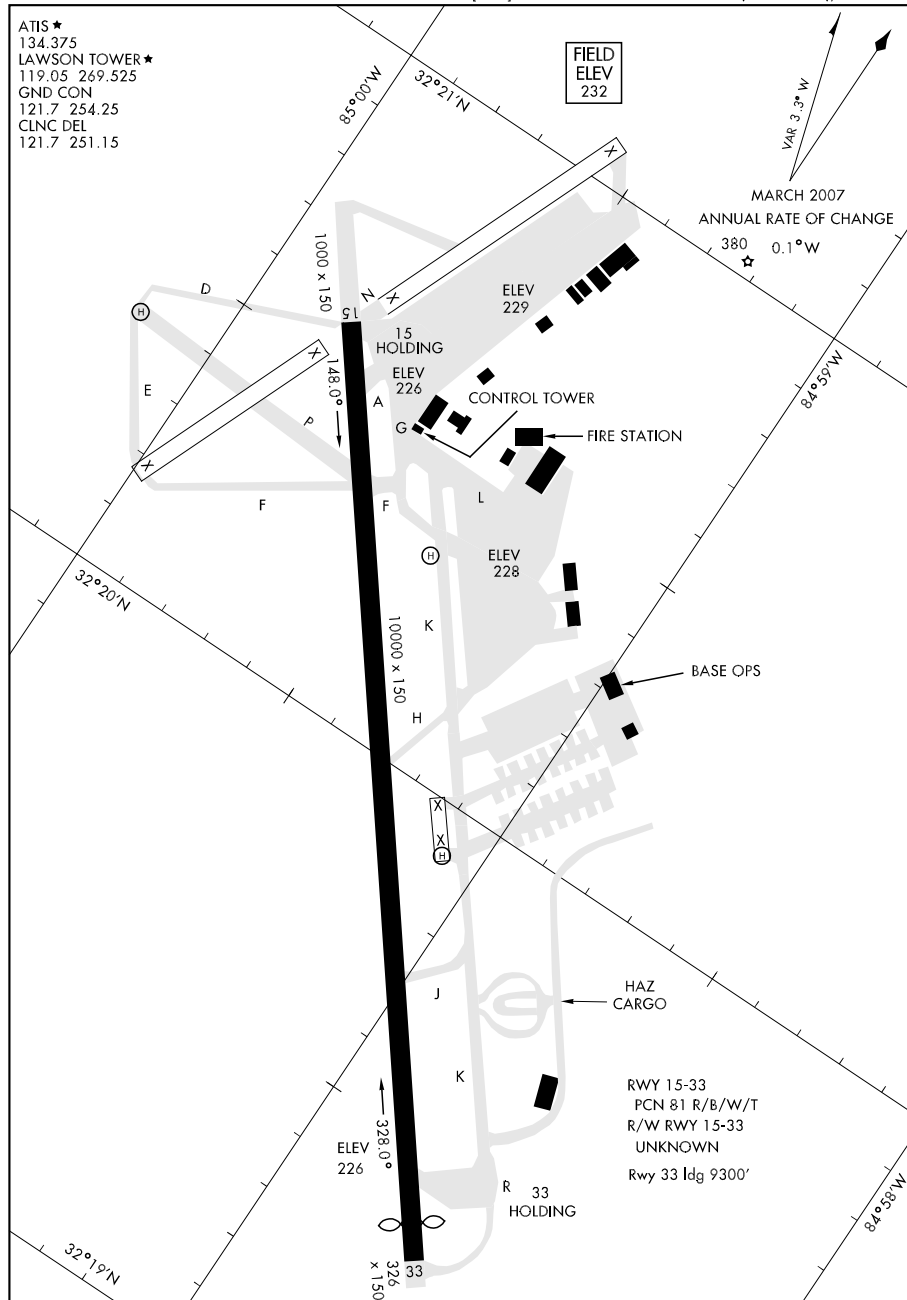 ATIS ★
134.375
LAWSON TOWER ★
119.05 269.525
GND CON
121.7 254.25
CLNC DEL
121.7 251.15
85°00'W
32°21'N
FIELD
ELEV
232
VAR 3.3° W
MARCH 2007
ANNUAL RATE OF CHANGE
0.1° W
380
1000 x 150
X
N
X
D
H
15
ELEV
229
15
HOLDING
ELEV
226
84°59'W
X
148.0°
E
A
CONTROL TOWER
P
G
FIRE STATION
X
F
F
L
H
ELEV
228
32°20'N
K
10000 x 150
BASE OPS
H
X
X
H
J
HAZ
CARGO
K
RWY 15-33
PCN 81 R/B/W/T
R/W RWY 15-33
UNKNOWN
Rwy 33 ldg 9300'
328.0°
ELEV
226
R
33
HOLDING
84°58'W
32°19'N
326
x 150
33